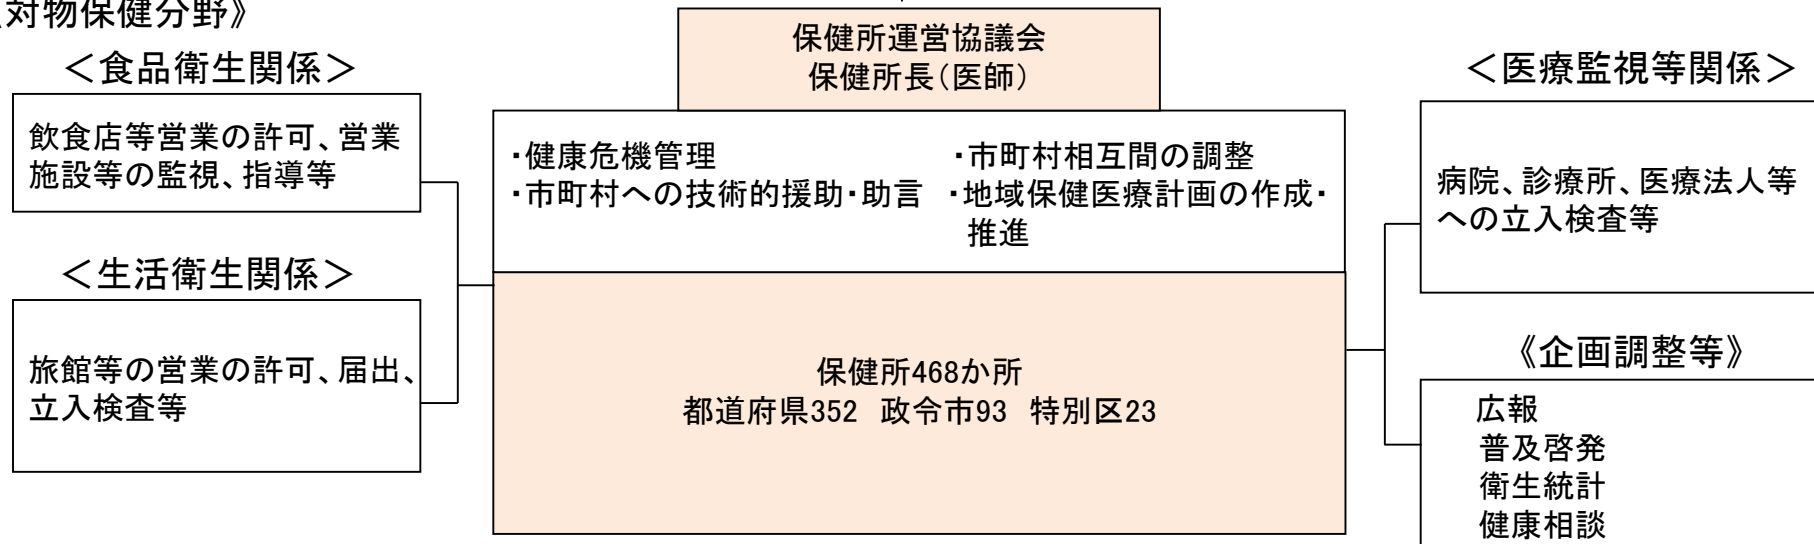 対物保健分野》
＜食品衛生関係＞
飲食店等営業の許可、営業
施設等の監視、指導等
＜生活衛生関係＞
旅館等の営業の許可、届出、
立入検査等
保健所運営協議会
保健所長（医師）
・健康危機管理
・市町村への技術的援助・助言
・市町村相互間の調整
・地域保健医療計画の作成・
推進
保健所468か所
都道府県352 政令市93 特別区23
＜医療監視等関係＞
病院、診療所、医療法人等
への立入検査等
《企画調整等》
広報
普及啓発
衛生統計
健康相談